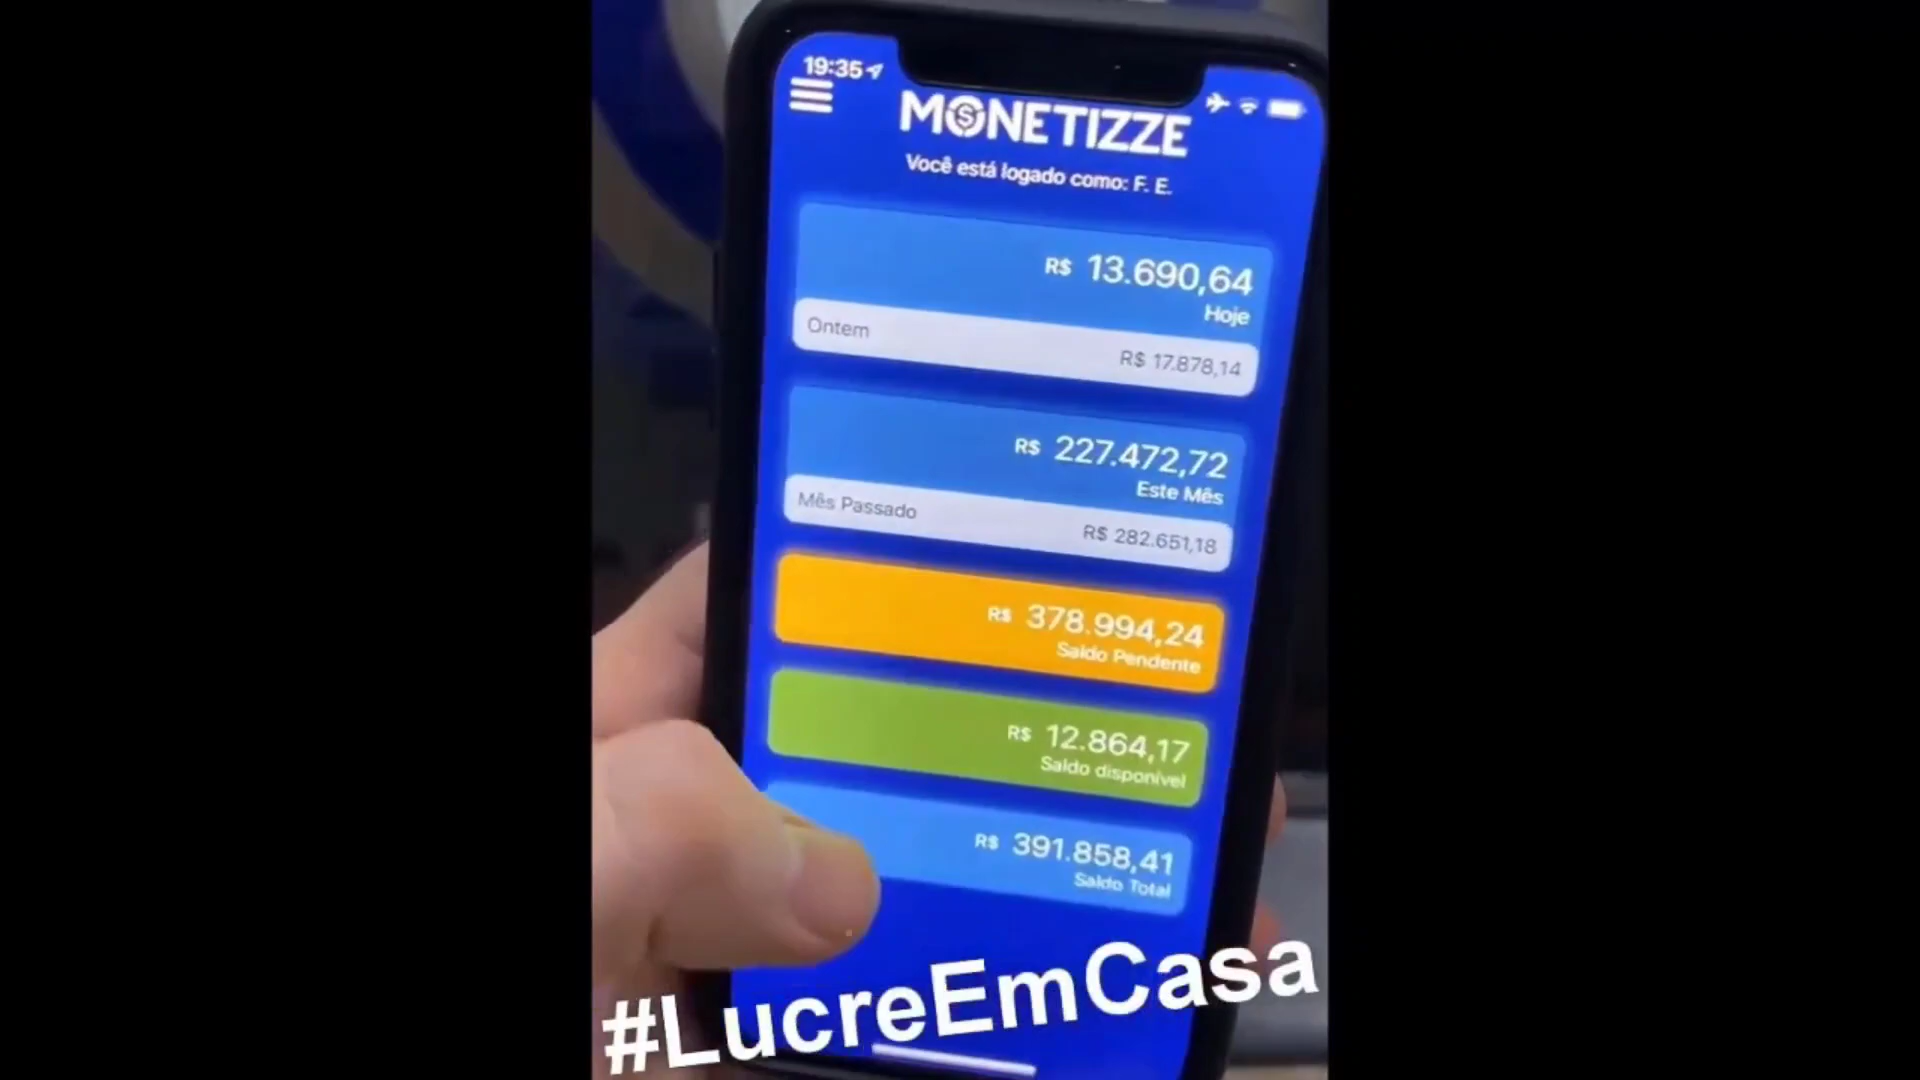 19:35
MONETIZZE
Você está logado como: F. E.
R$ 13.690,64
Hoje
Ontem
R$ 17.878,14
R$ 227.472,72
Este Mês
Mês Passado
R$ 282.651,18
R$ 378.994,24
Saldo Pendente
R$ 12.864,17
Saldo disponível
R$ 391.858,41
Saldo Total
#LucreEmCasa